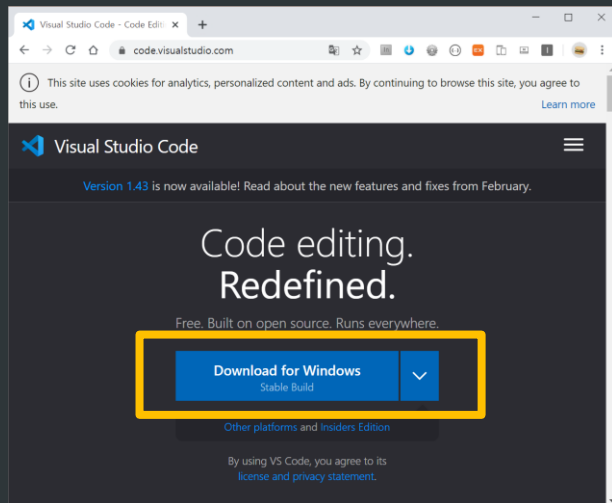 Visual Studio Code - Code Editi
code.visualstudio.com
This site uses cookies for analytics, personalized content and ads. By continuing to browse this site, you agree to
this use.
Learn more
Visual Studio Code
Version 1.43 is now available! Read about the new features and fixes from February.
Code editing.
Redefined.
Free. Built on open source. Runs everywhere.
Download for Windows
Stable Build
Other platforms and Insiders Edition
By using VS Code, you agree to its
license and privacy statement.